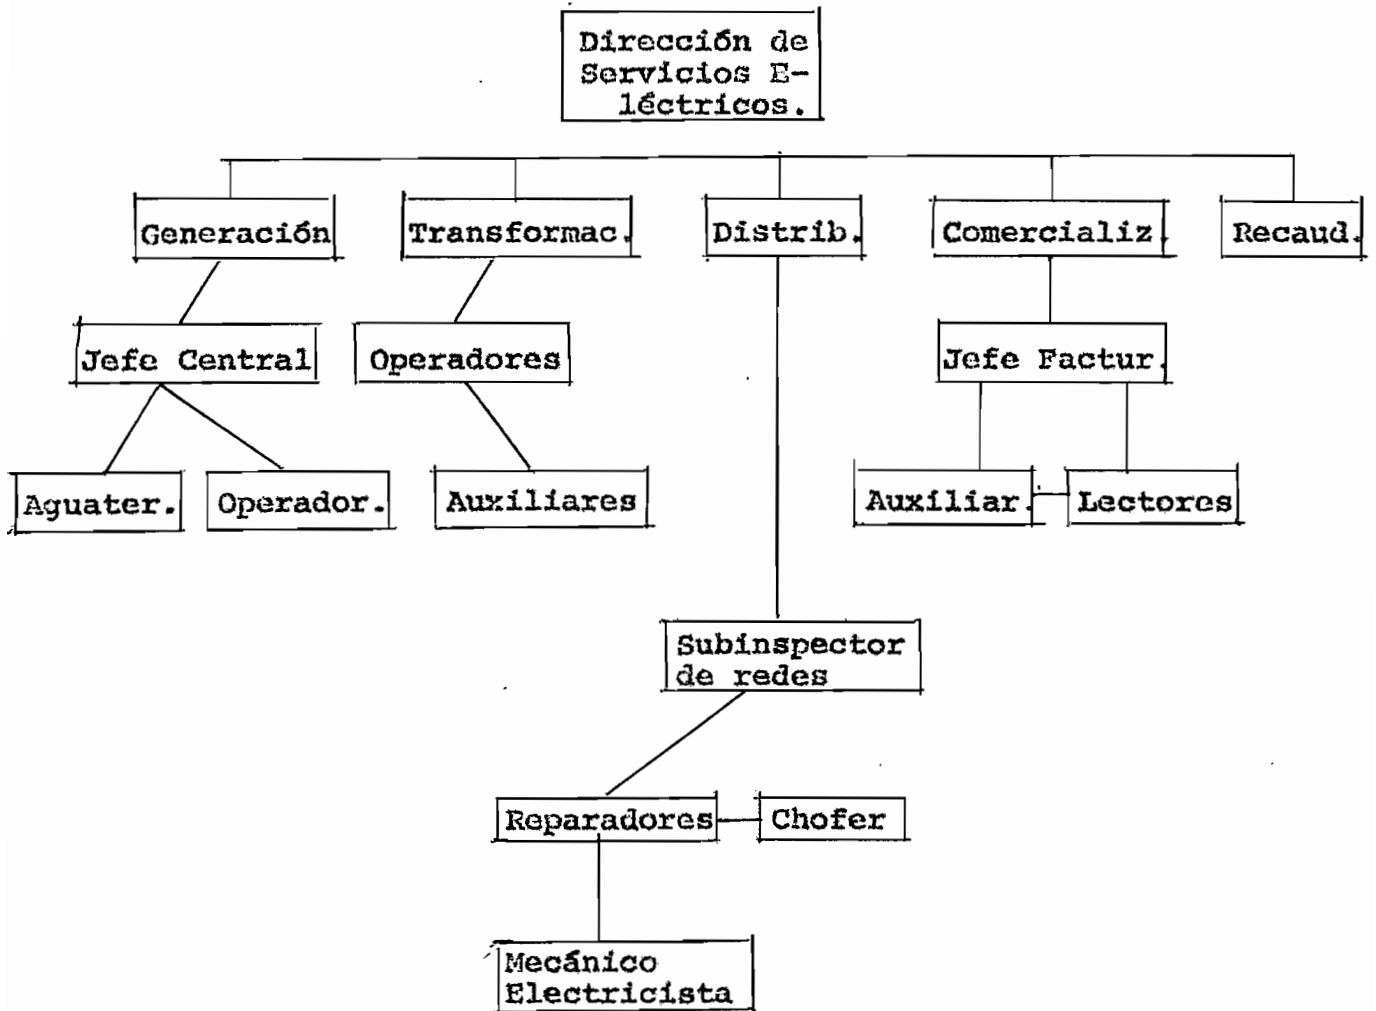 Dirección de
Servicios E-
léctricos.
Generación
Transformac.
Distrib.
Comercializ.
Recaud.
Jefe Central
Operadores
Jefe Factur.
Aguater.
Operador.
Auxiliares
Auxiliar.
Lectores
Subinspector
de redes
Reparadores
Chofer
Mecánico
Electricista